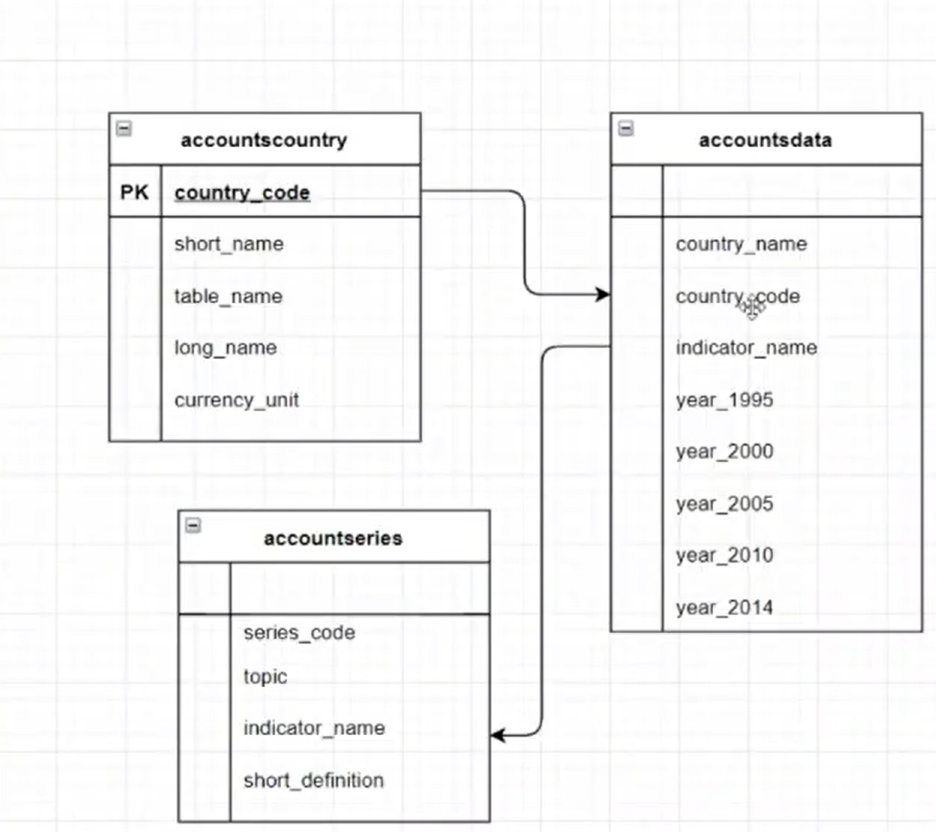 accountscountry
PK country_code
short_name
table_name
long_name
currency_unit
accountsdata
country_name
country_code
indicator_name
year_1995
year_2000
year_2005
year_2010
year_2014
accountseries
series_code
topic
indicator_name
short_definition